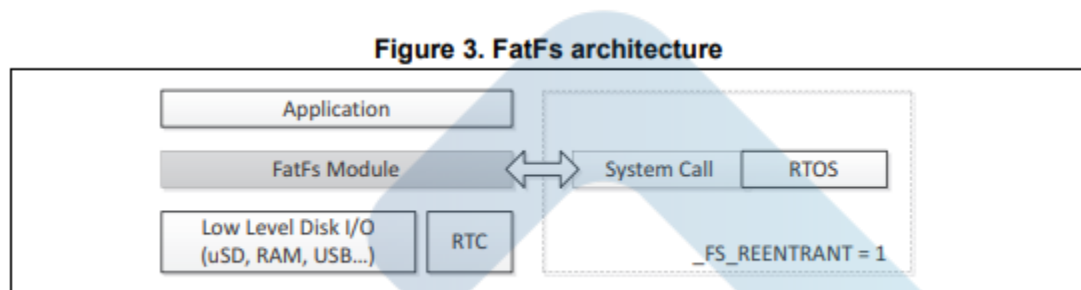 Figure 3. FatFs architecture
Application
FatFs Module
System Call
RTOS
Low Level Disk I/O
(uSD, RAM, USB...)
RTC
_FS_REENTRANT = 1